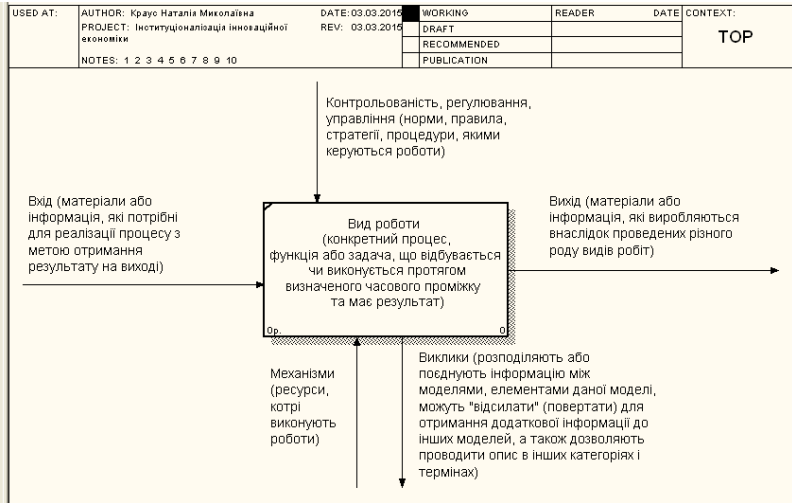 USED AT:
AUTHOR: Краус Наталія Миколаївна
DATE: 03.03.2015
WORKING
READER
DATE
CONTEXT:
PROJECT: Інституціоналізація інноваційної
економіки
REV: 03.03.2015
DRAFT
TOP
RECOMMENDED
NOTES: 1 2 3 4 5 6 7 8 9 10
PUBLICATION
Контрольованість, регулювання,
управління (норми, правила,
стратегії, процедури, якими
керуються роботи)
Вхід (матеріали або
інформація, які потрібні
для реалізації процесу з
метою отримання
результату на виході)
Вид роботи
(конкретний процес,
функція або задача, що відбувається
чи виконується протягом
визначеного часового проміжку
та має результат)
0р.
0
Вихід (матеріали або
інформація, які виробляються
внаслідок проведених різного
роду видів робіт)
Механізми
(ресурси,
котрі
виконують
роботи)
Виклики (розподіляють або
поєднують інформацію між
моделями, елементами даної моделі,
можуть "відсилати" (повертати) для
отримання додаткової інформації до
інших моделей, а також дозволяють
проводити опис в інших категоріях і
термінах)